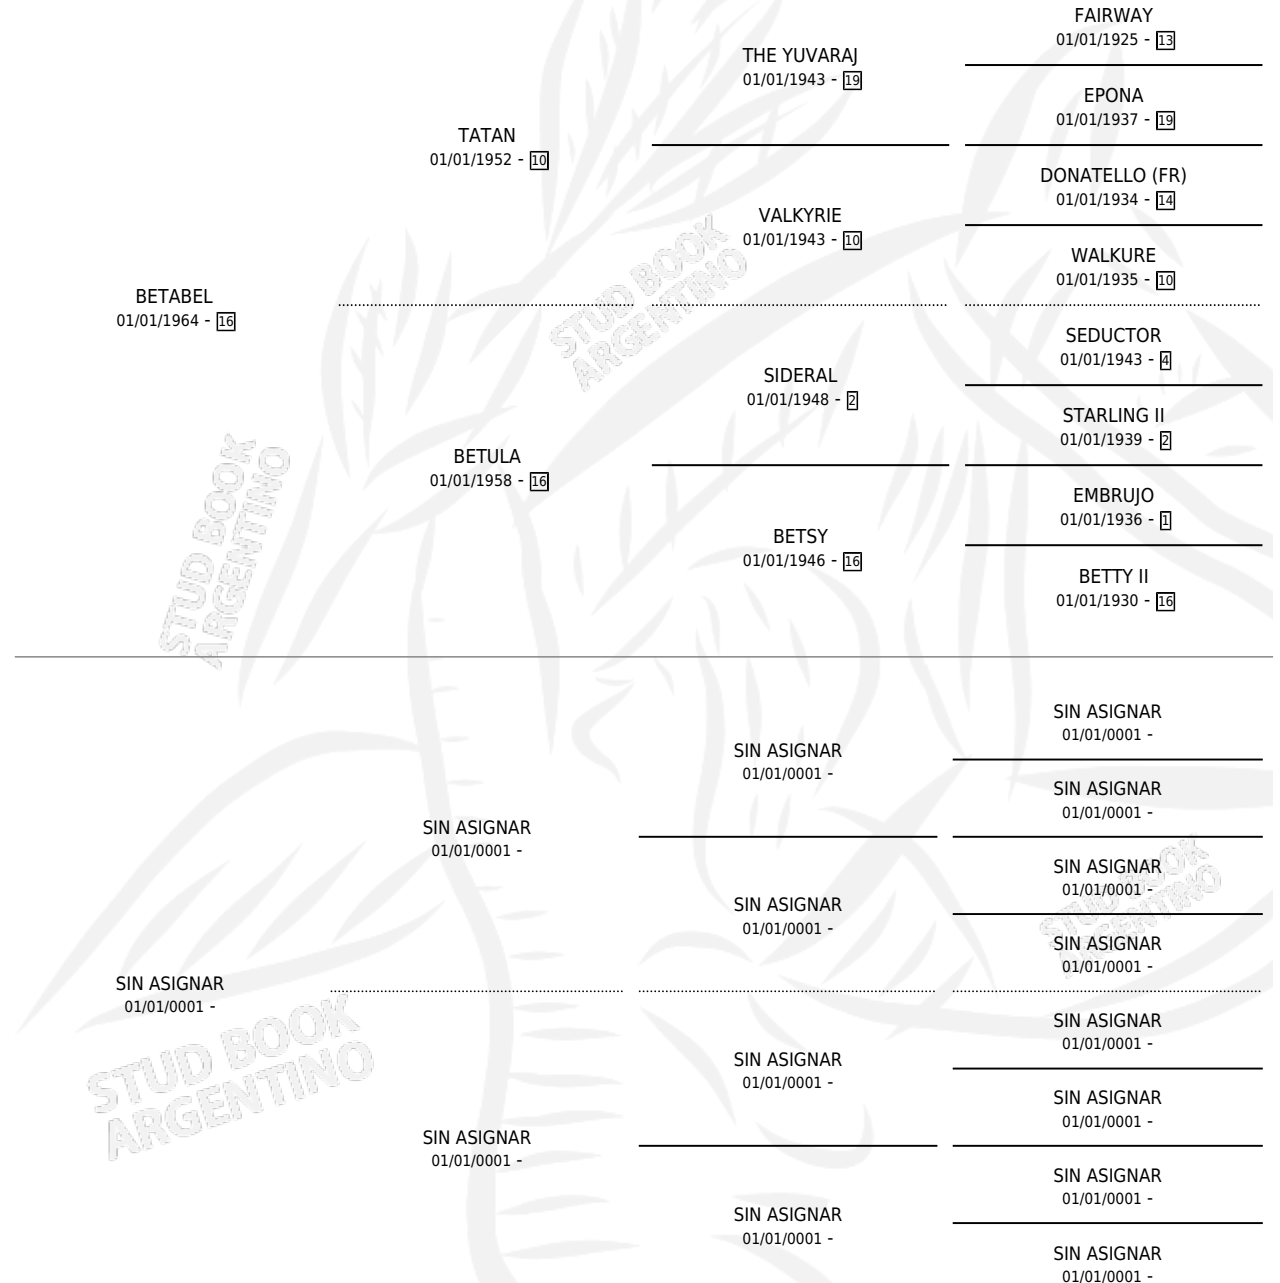 FAIRWAY
01/01/1925 - 13
THE YUVARAJ
01/01/1943 - 19
EPONA
01/01/1937 - 19
TATAN
01/01/1952 - 10
DONATELLO (FR)
01/01/1934 - 14
VALKYRIE
01/01/1943 - 10
WALKURE
01/01/1935 - 10
BETABEL
01/01/1964 - 16
SEDUCTOR
01/01/1943 - 4
SIDERAL
01/01/1948 - 2
STARLING II
01/01/1939 - 2
BETULA
01/01/1958 - 16
EMBRUJO
01/01/1936 - 1
BETSY
01/01/1946 - 16
BETTY II
01/01/1930 - 16
STUD BOOK
ARGENTINO
STUD BOOK
ARGENTINO
SIN ASIGNAR
01/01/0001 -
SIN ASIGNAR
01/01/0001 -
SIN ASIGNAR
01/01/0001 -
SIN ASIGNAR
01/01/0001 -
SIN ASIGNAR
01/01/0001 -
SIN ASIGNAR
01/01/0001 -
SIN ASIGNAR
01/01/0001 -
SIN ASIGNAR
01/01/0001 -
SIN ASIGNAR
01/01/0001 -
SIN ASIGNAR
01/01/0001 -
SIN ASIGNAR
01/01/0001 -
SIN ASIGNAR
01/01/0001 -
SIN ASIGNAR
01/01/0001 -
SIN ASIGNAR
01/01/0001 -
SIN ASIGNAR
01/01/0001 -
STUD BOOK
ARGENTINO
STUD BOOK
ARGENTINO